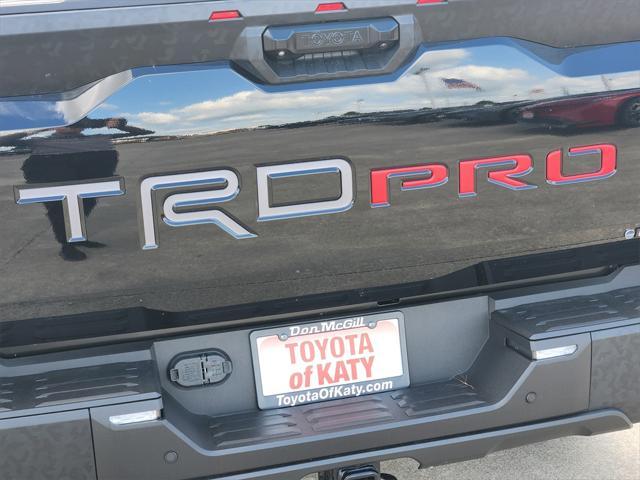 TOYOTA
TRD PRO
Don McGill
TOYOTA
of KATY
ToyotaOfKaty.com